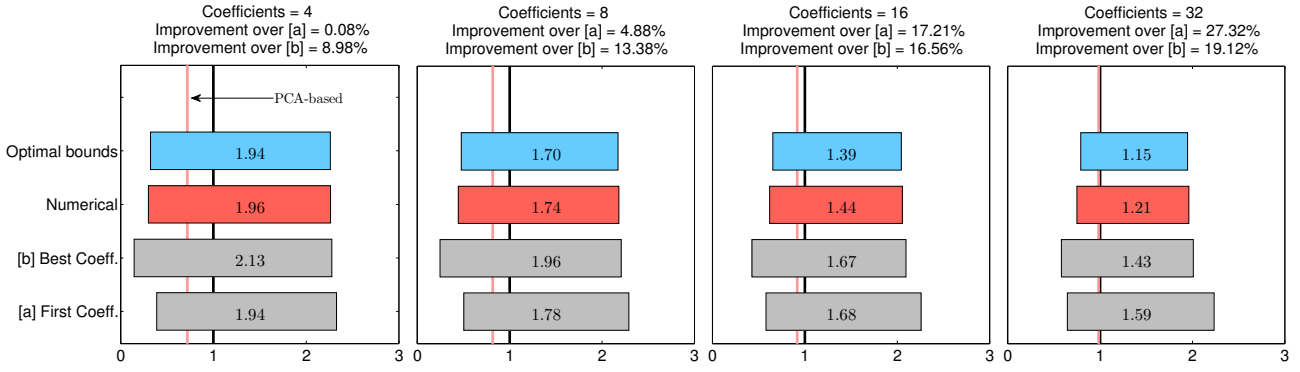 Coefficients = 4
Improvement over [a] = 0.08%
Improvement over [b] = 8.98%
Coefficients = 8
Improvement over [a] = 4.88%
Improvement over [b] = 13.38%
Coefficients = 16
Improvement over [a] = 17.21%
Improvement over [b] = 16.56%
Coefficients = 32
Improvement over [a] = 27.32%
Improvement over [b] = 19.12%
PCA-based
Optimal bounds
1.94
1.70
1.39
1.15
Numerical
1.96
1.74
1.44
1.21
[b] Best Coeff.
2.13
1.96
1.67
1.43
[a] First Coeff.
1.94
1.78
1.68
1.59
0 1 2 3
0 1 2 3
0 1 2 3
0 1 2 3